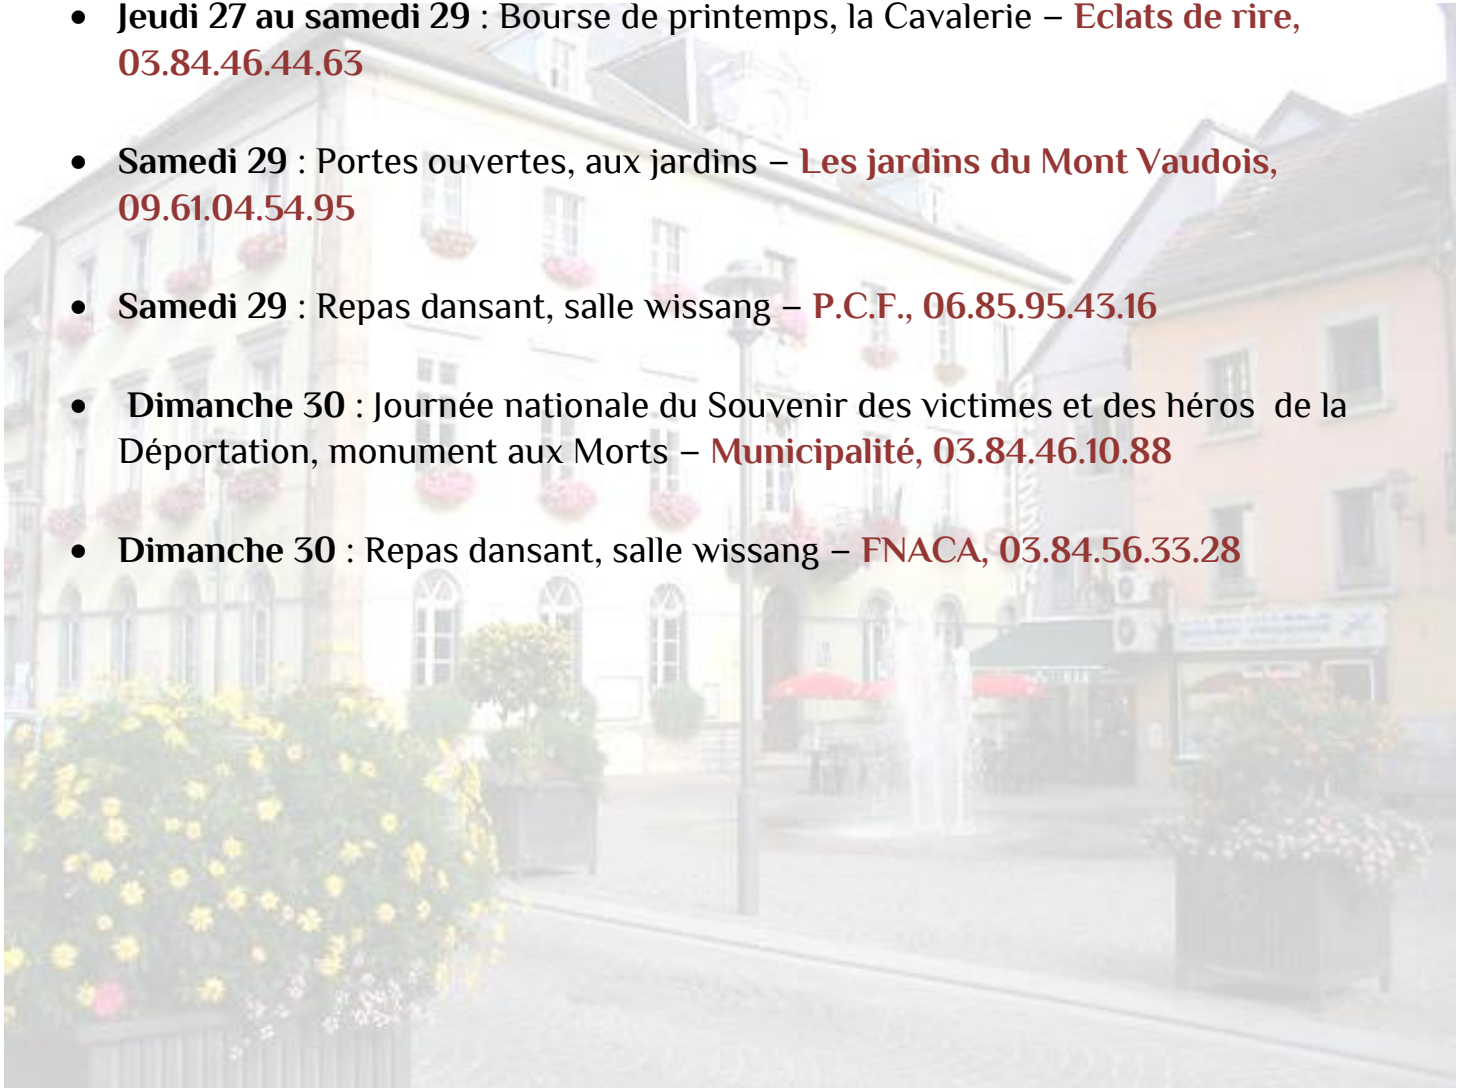 • Jeudi 27 au samedi 29 : Bourse de printemps, la Cavalerie – Eclats de rire,
03.84.46.44.63
• Samedi 29 : Portes ouvertes, aux jardins – Les jardins du Mont Vaudois,
09.61.04.54.95
• Samedi 29 : Repas dansant, salle wissang – P.C.F., 06.85.95.43.16
• Dimanche 30 : Journée nationale du Souvenir des victimes et des héros de la
Déportation, monument aux Morts – Municipalité, 03.84.46.10.88
• Dimanche 30 : Repas dansant, salle wissang – FNACA, 03.84.56.33.28